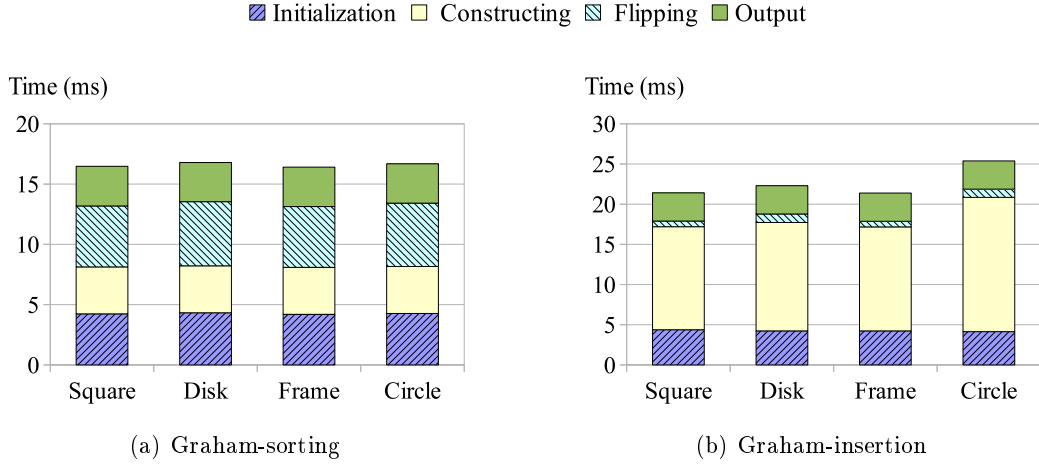 Initialization Constructing Flipping Output
Time (ms)
20
15
10
5
0
Square Disk Frame Circle
(a) Graham-sorting
Time (ms)
30
25
20
15
10
5
0
Square Disk Frame Circle
(b) Graham-insertion